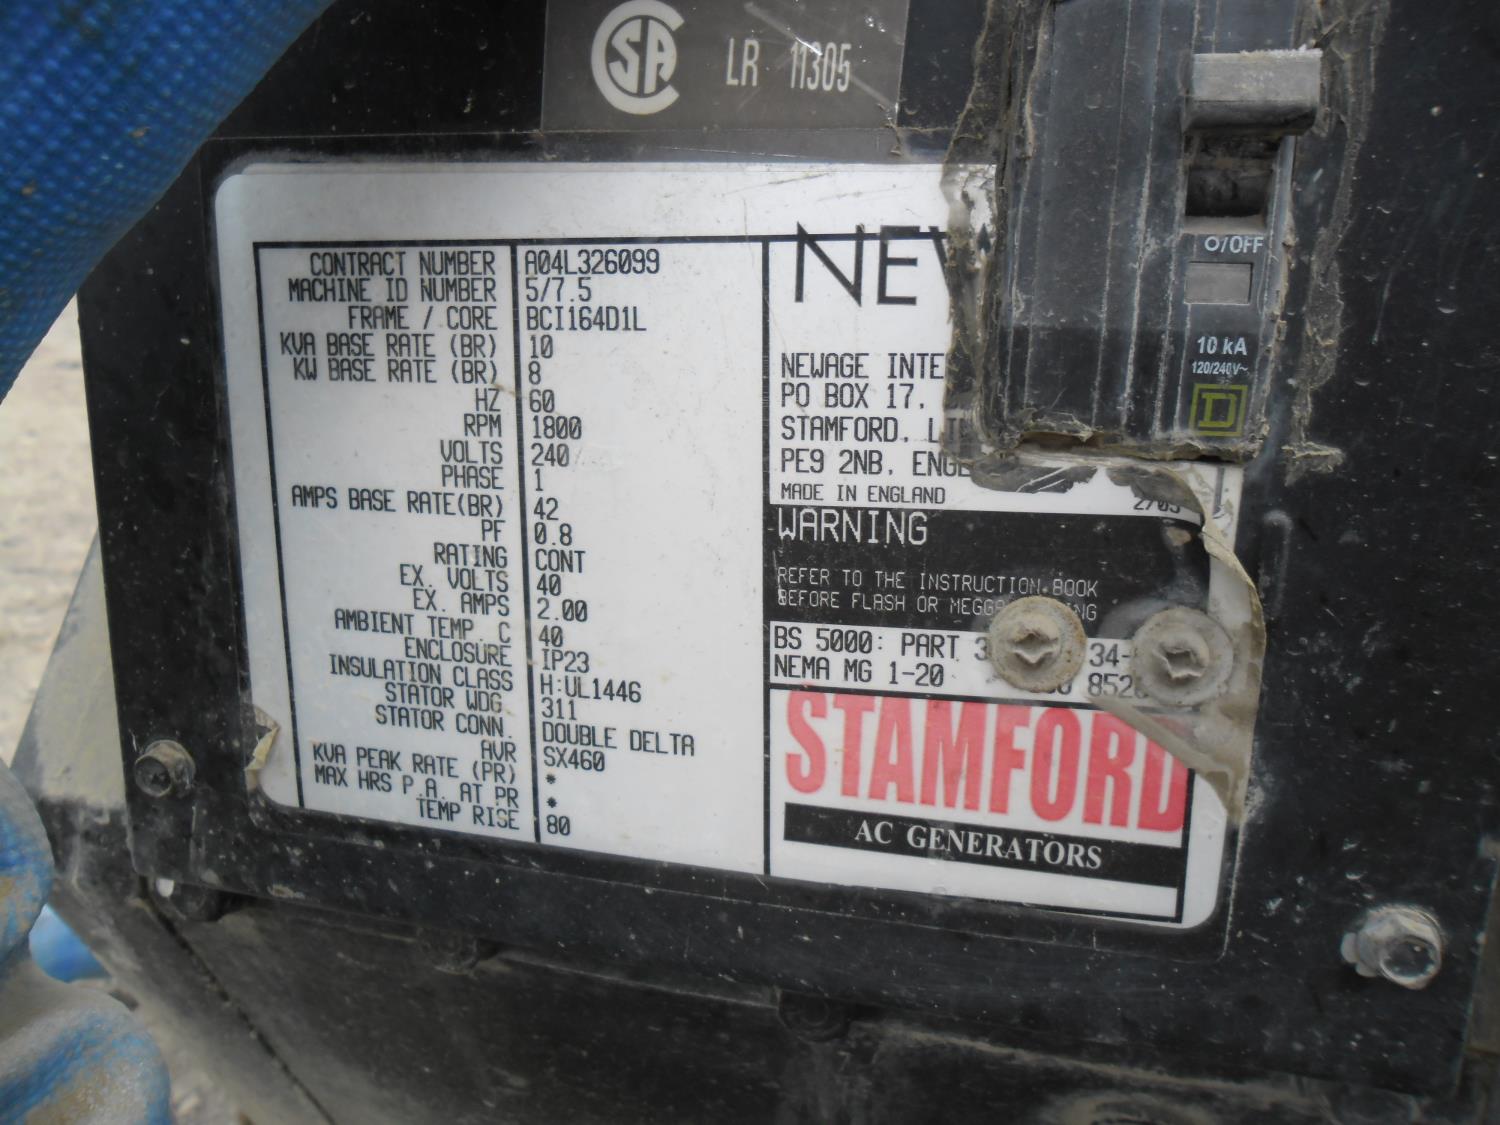 CSA LR 11305
CONTRACT NUMBER A04L326099
MACHINE ID NUMBER 5/7.5
FRAME / CORE BCI164D1L
KVA BASE RATE (BR) 10
KW BASE RATE (BR) 8
HZ 60
RPM 1800
VOLTS 240
PHASE 1
AMPS BASE RATE(BR) 42
PF 0.8
RATING CONT
EX. VOLTS 40
EX. AMPS 2.00
AMBIENT TEMP. C 40
ENCLOSURE IP23
INSULATION CLASS H:UL1446
STATOR WDG. 311
STATOR CONN. DOUBLE DELTA
AVR SX460
KVA PEAK RATE (PR) *
MAX HRS P.A. AT PR *
TEMP RISE 80
NEWAGE
PO BOX 17,
STAMFORD,
PE9 2NB,
MADE IN ENGLAND
WARNING
REFER TO THE INSTRUCTION BOOK
BEFORE FLASH OR
BS 5000: PART
NEMA MG 1-20
STAMFORD
AC GENERATORS
O/OFF
10 kA
120/240V~
D